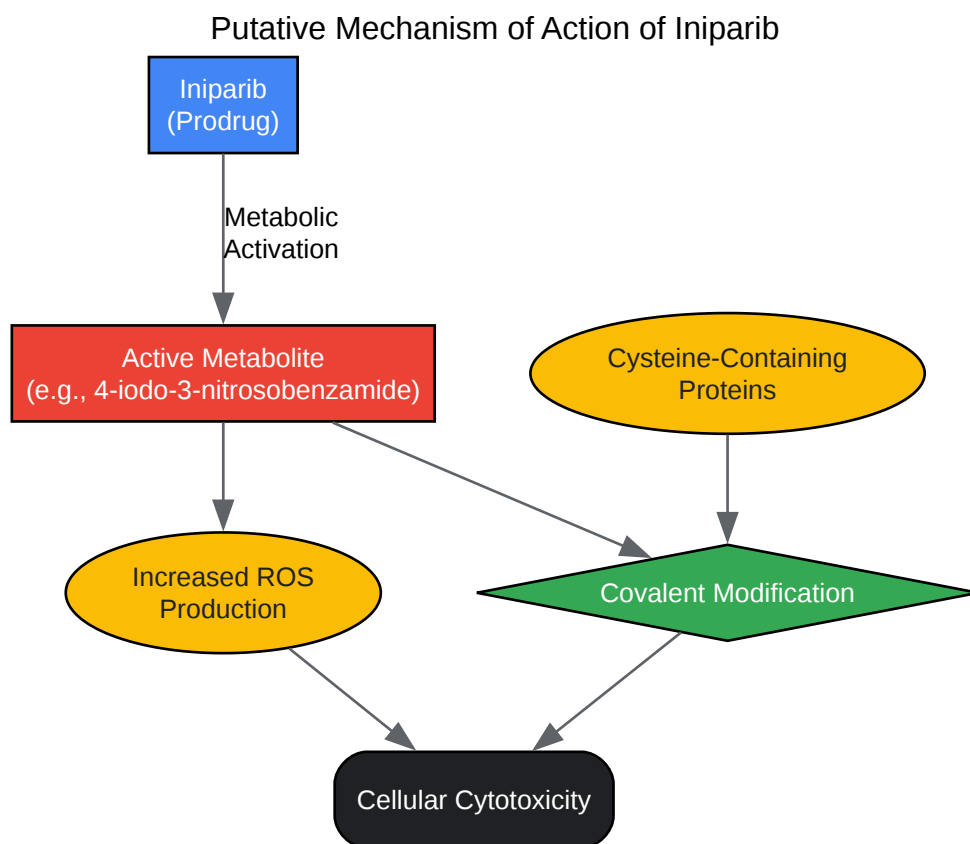 Putative Mechanism of Action of Iniparib
Iniparib
(Prodrug)
Metabolic
Activation
Active Metabolite
(e.g., 4-iodo-3-nitrosobenzamide)
Cysteine-Containing
Proteins
Increased ROS
Production
Covalent Modification
Cellular Cytotoxicity